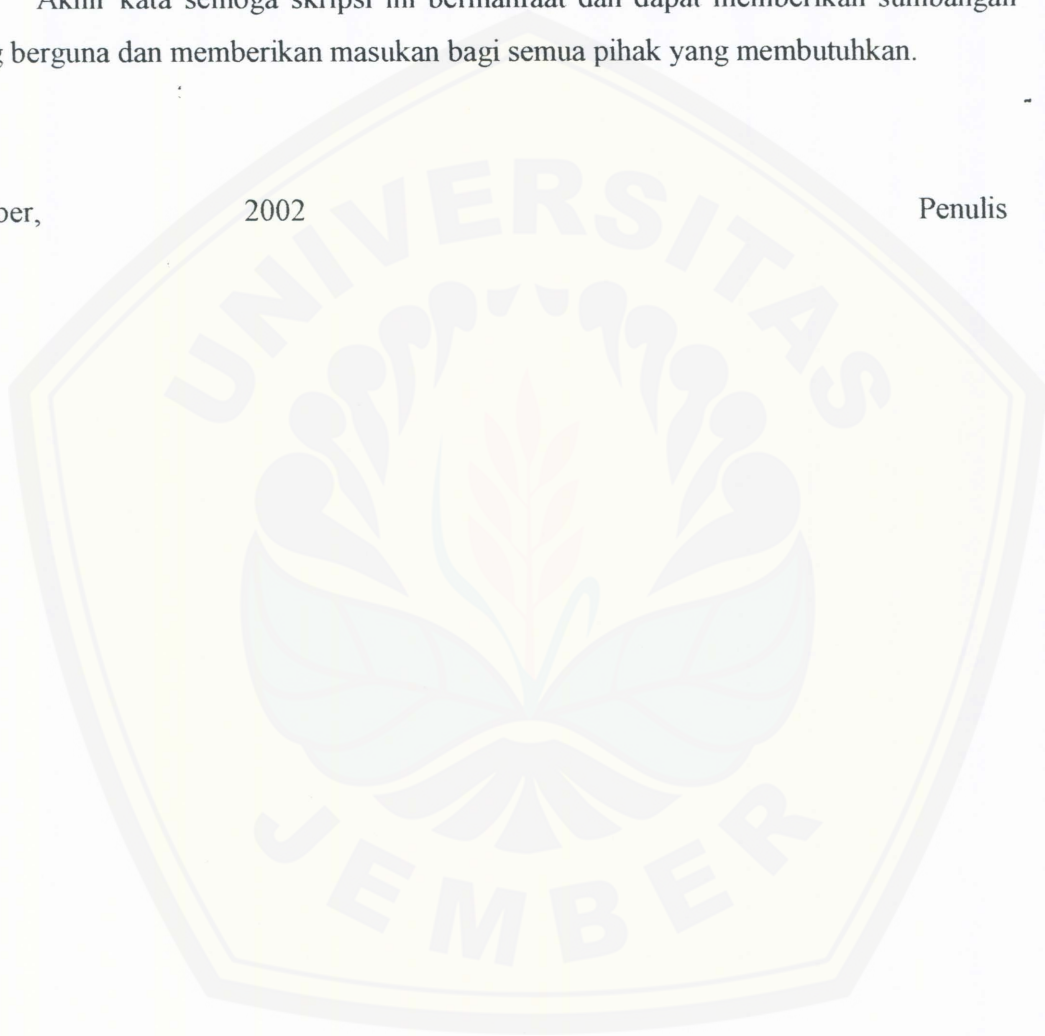 Akhir kata semoga skripsi ini bermanfaat dan dapat memberikan sumbangan
g berguna dan memberikan masukan bagi semua pihak yang membutuhkan.
ber, 2002 Penulis
UNIVERSITAS
JEMBER